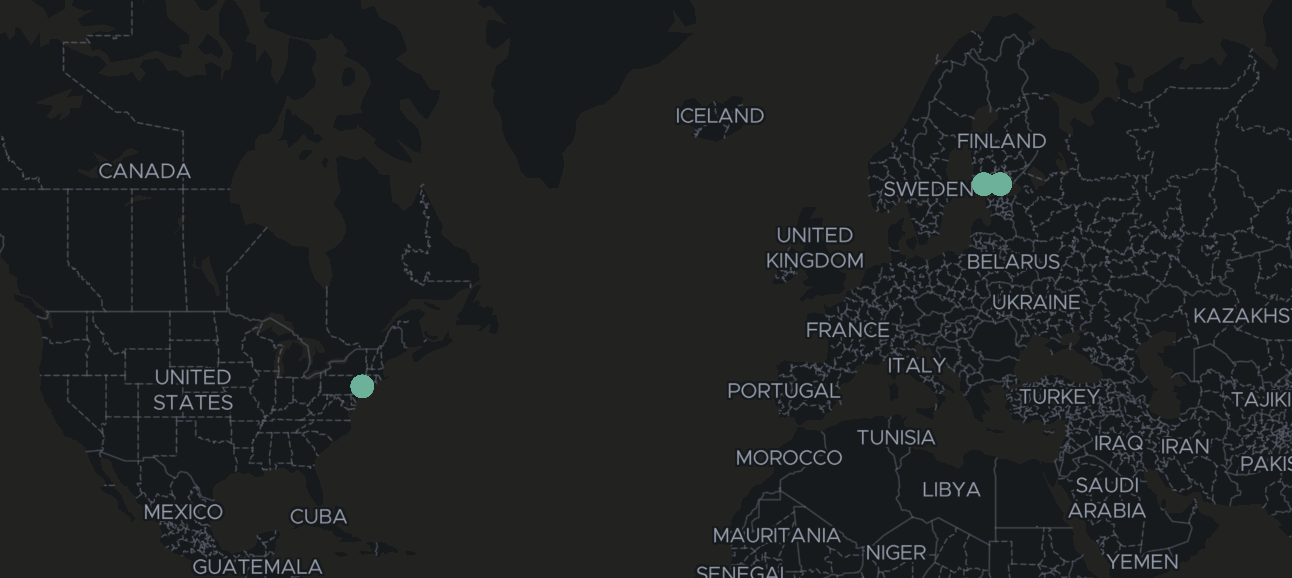 ICELAND
FINLAND
CANADA
SWEDEN
UNITED
KINGDOM
BELARUS
UKRAINE
KAZAKHST
FRANCE
ITALY
UNITED
STATES
PORTUGAL
TURKEY
TAJIKI
TUNISIA
MOROCCO
IRAQ
IRAN
PAKIS
LIBYA
SAUDI
ARABIA
MEXICO
CUBA
MAURITANIA
NIGER
YEMEN
GUATEMALA
SENEGAL